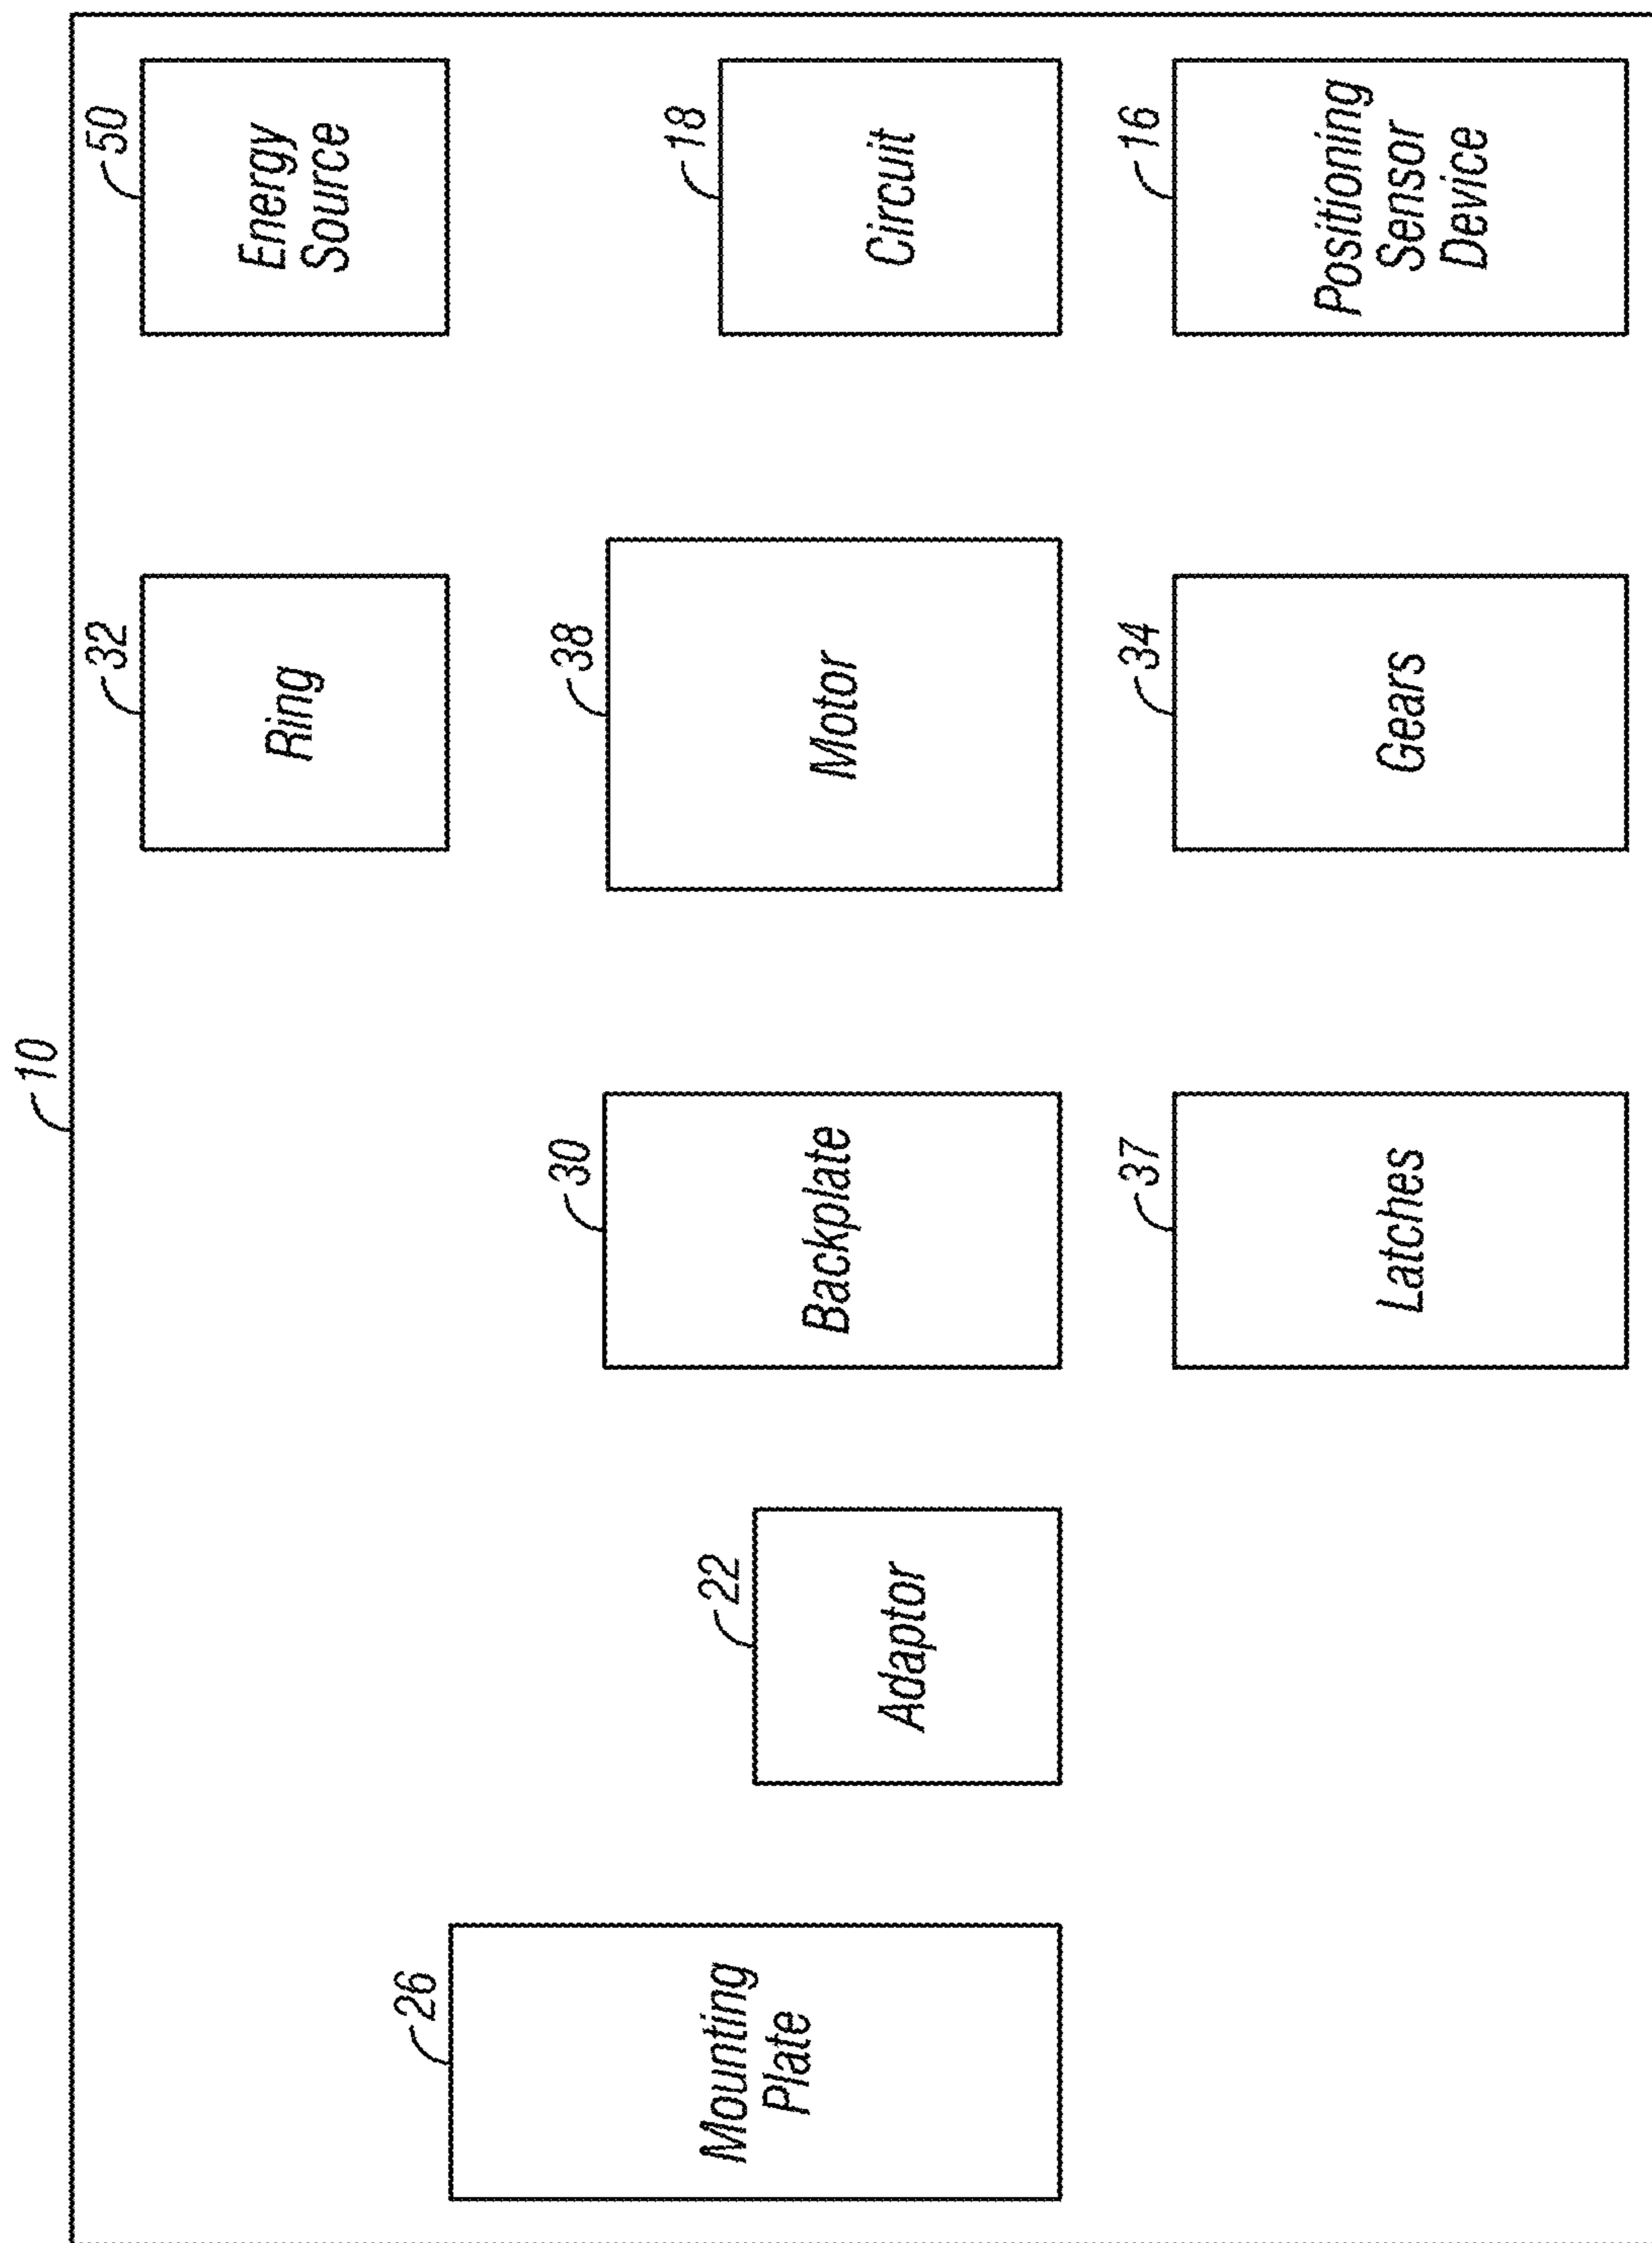 10
32
Ring
50
Energy
Source
26
Mounting
Plate
22
Adaptor
30
Backplate
38
Motor
18
Circuit
37
Latches
34
Gears
16
Positioning
Sensor
Device